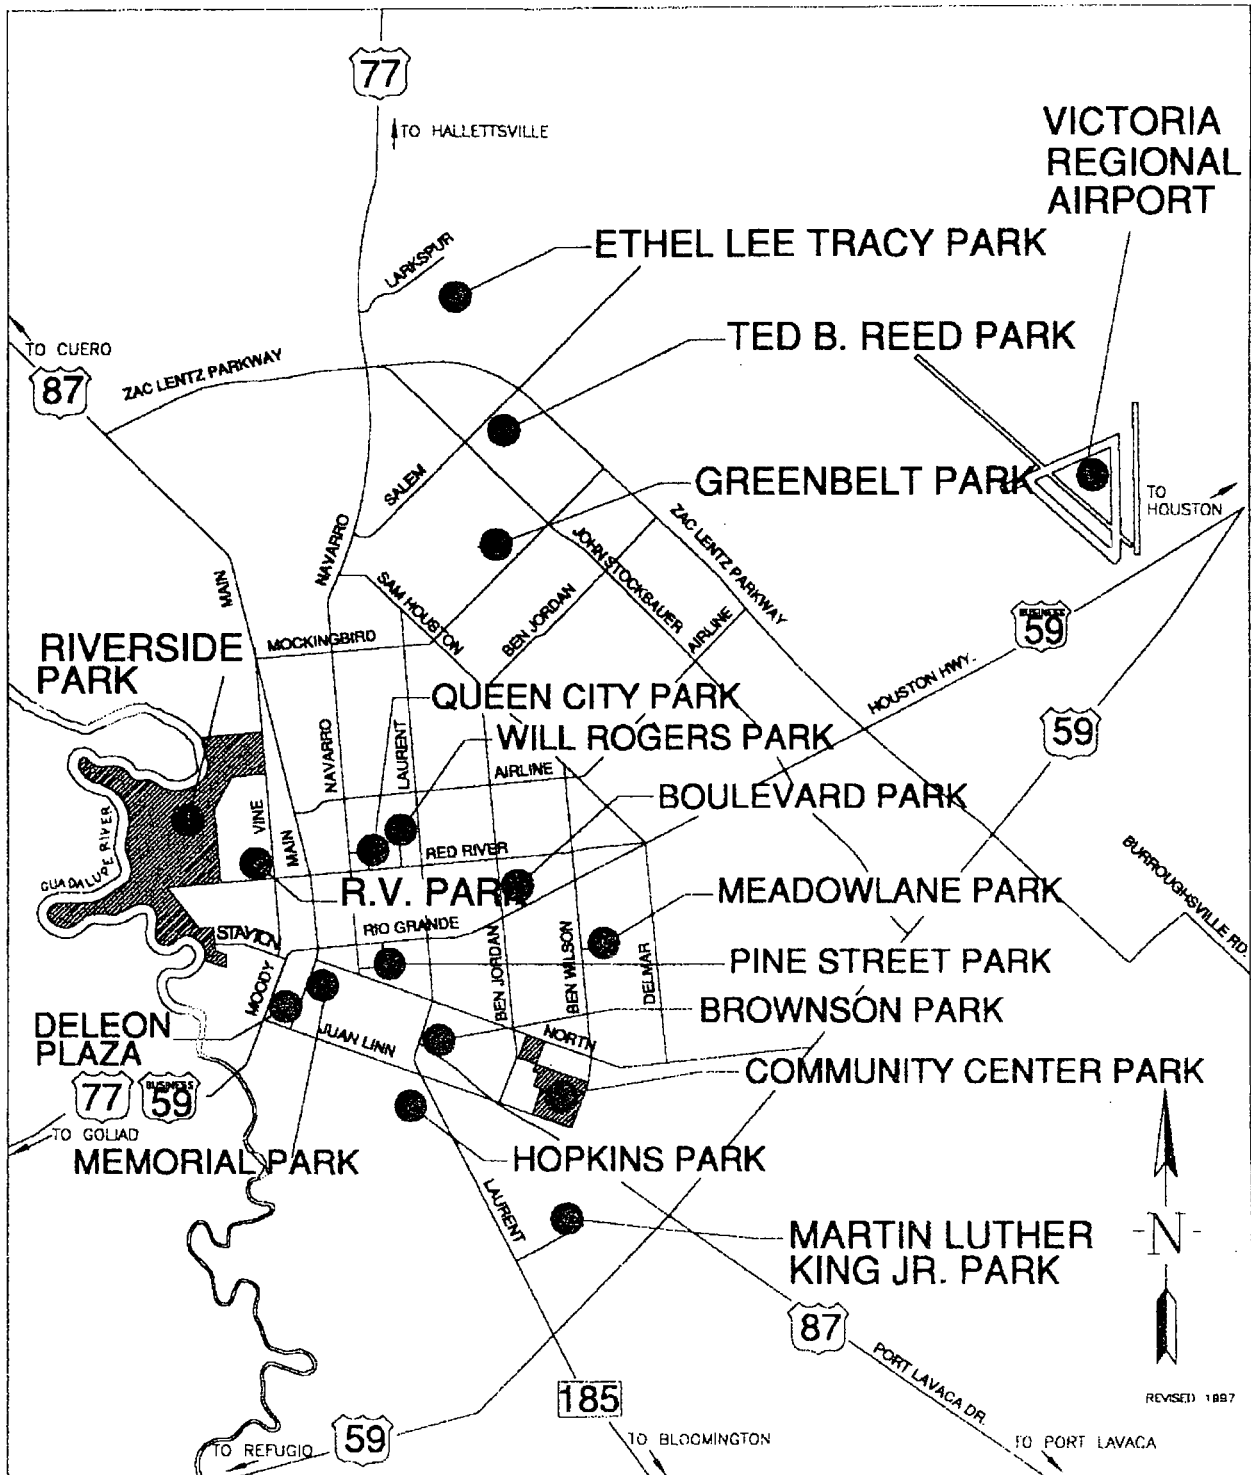 77
TO HALLETTSVILLE
VICTORIA
REGIONAL
AIRPORT
LARKSPUR
ETHEL LEE TRACY PARK
TO CUERO
87
ZAC LENTZ PARKWAY
TED B. REED PARK
SALEM
GREENBELT PARK
TO
HOUSTON
NAVARRO
ZAC LENTZ PARKWAY
JOHN STOCKBAUER
MAIN
SAM HOUSTON
BEN JORDAN
AIRLINE
BUSINESS
59
MOCKINGBIRD
RIVERSIDE
PARK
HOUSTON HWY.
QUEEN CITY PARK
59
WILL ROGERS PARK
NAVARRO
LAURENT
AIRLINE
BOULEVARD PARK
VINE
MAIN
GUADALUPE RIVER
RED RIVER
BURROUGHSVILLE RD.
GUADALUPE RIVER
R.V. PARK
MEADOWLANE PARK
STAYTON
RIO GRANDE
MOODY
BEN JORDAN
BEN WILSON
DELMAR
PINE STREET PARK
DELEON
PLAZA
JUAN LINN
NORTH
BROWNSON PARK
77
BUSINESS
59
COMMUNITY CENTER PARK
TO GOLIAD
MEMORIAL PARK
HOPKINS PARK
LAURENT
MARTIN LUTHER
KING JR. PARK
N
87
PORT LAVACA DR.
185
REVISED 1997
TO REFUGIO
59
TO BLOOMINGTON
TO PORT LAVACA